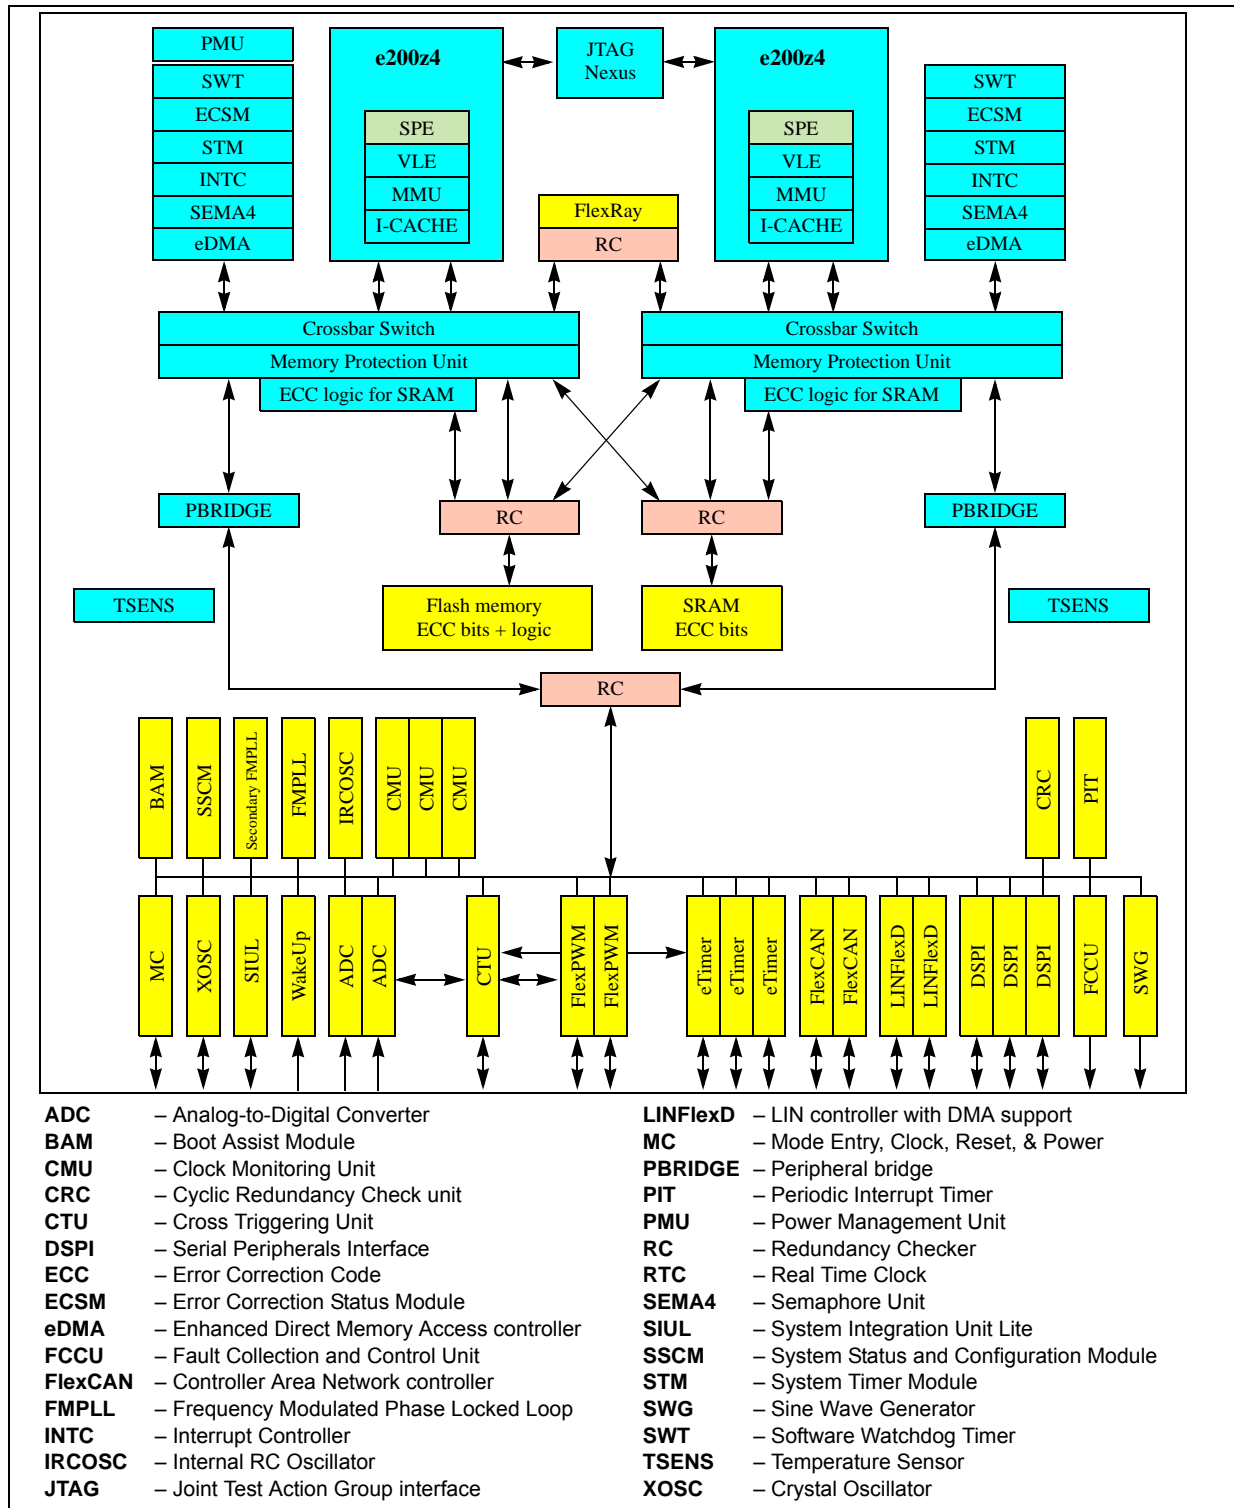 PMU
SWT
ECSM
STM
INTC
SEMA4
eDMA
e200z4
SPE
VLE
MMU
I-CACHE
JTAG
Nexus
FlexRay
RC
e200z4
SPE
VLE
MMU
I-CACHE
SWT
ECSM
STM
INTC
SEMA4
eDMA
Crossbar Switch
Memory Protection Unit
ECC logic for SRAM
Crossbar Switch
Memory Protection Unit
ECC logic for SRAM
PBRIDGE
RC
RC
PBRIDGE
TSENS
Flash memory
ECC bits + logic
SRAM
ECC bits
TSENS
RC
BAM
SSCM
Secondary FMPLL
FMPLL
IRCOSC
CMU
CMU
CMU
CRC
PIT
MC
XOSC
SIUL
WakeUp
ADC
ADC
CTU
FlexPWM
FlexPWM
eTimer
eTimer
eTimer
FlexCAN
FlexCAN
LINFlexD
LINFlexD
DSPI
DSPI
DSPI
FCCU
SWG
ADC – Analog-to-Digital Converter
BAM – Boot Assist Module
CMU – Clock Monitoring Unit
CRC – Cyclic Redundancy Check unit
CTU – Cross Triggering Unit
DSPI – Serial Peripherals Interface
ECC – Error Correction Code
ECSM – Error Correction Status Module
eDMA – Enhanced Direct Memory Access controller
FCCU – Fault Collection and Control Unit
FlexCAN – Controller Area Network controller
FMPLL – Frequency Modulated Phase Locked Loop
INTC – Interrupt Controller
IRCOSC – Internal RC Oscillator
JTAG – Joint Test Action Group interface
LINFlexD – LIN controller with DMA support
MC – Mode Entry, Clock, Reset, & Power
PBRIDGE – Peripheral bridge
PIT – Periodic Interrupt Timer
PMU – Power Management Unit
RC – Redundancy Checker
RTC – Real Time Clock
SEMA4 – Semaphore Unit
SIUL – System Integration Unit Lite
SSCM – System Status and Configuration Module
STM – System Timer Module
SWG – Sine Wave Generator
SWT – Software Watchdog Timer
TSENS – Temperature Sensor
XOSC – Crystal Oscillator